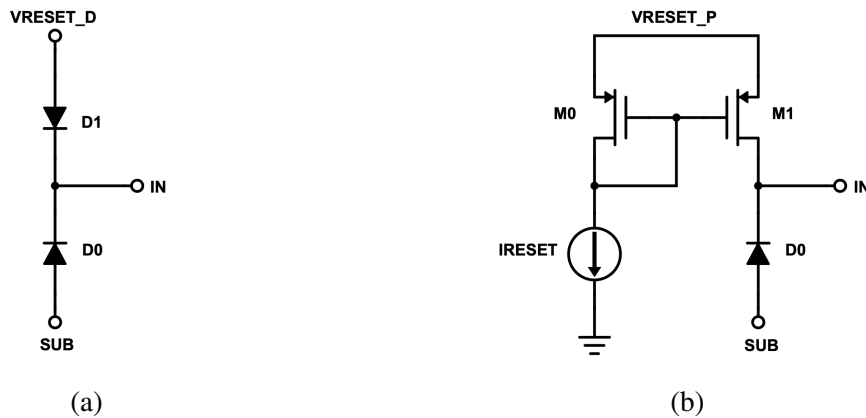 VRESET_D
D1
IN
D0
SUB
(a)
VRESET_P
M0
M1
IN
IRESET
D0
SUB
(b)